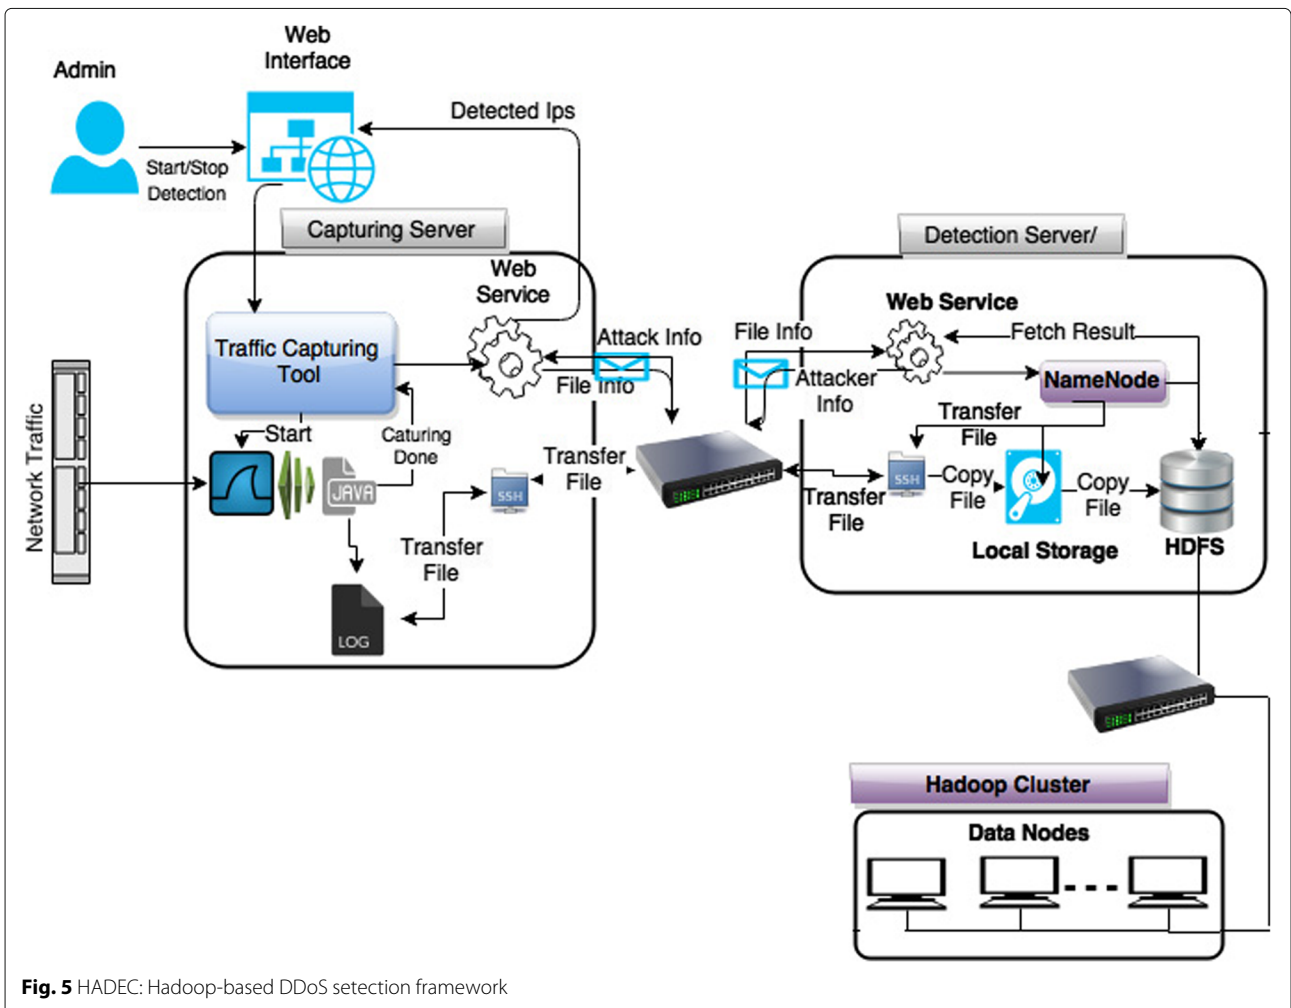 Web
Interface
Admin
Detected Ips
Start/Stop
Detection
Capturing Server
Detection Server/
Web
Service
Web Service
Traffic Capturing
Tool
Attack Info
File Info
File Info
Attacker
Info
Fetch Result
NameNode
Start
Caturing
Done
Transfer
File
Network Traffic
JAVA
SSH
Transfer
File
Transfer
File
SSH
Copy
File
Copy
File
Transfer
File
Local Storage
HDFS
LOG
Hadoop Cluster
Data Nodes
Fig. 5 HADEC: Hadoop-based DDoS setection framework